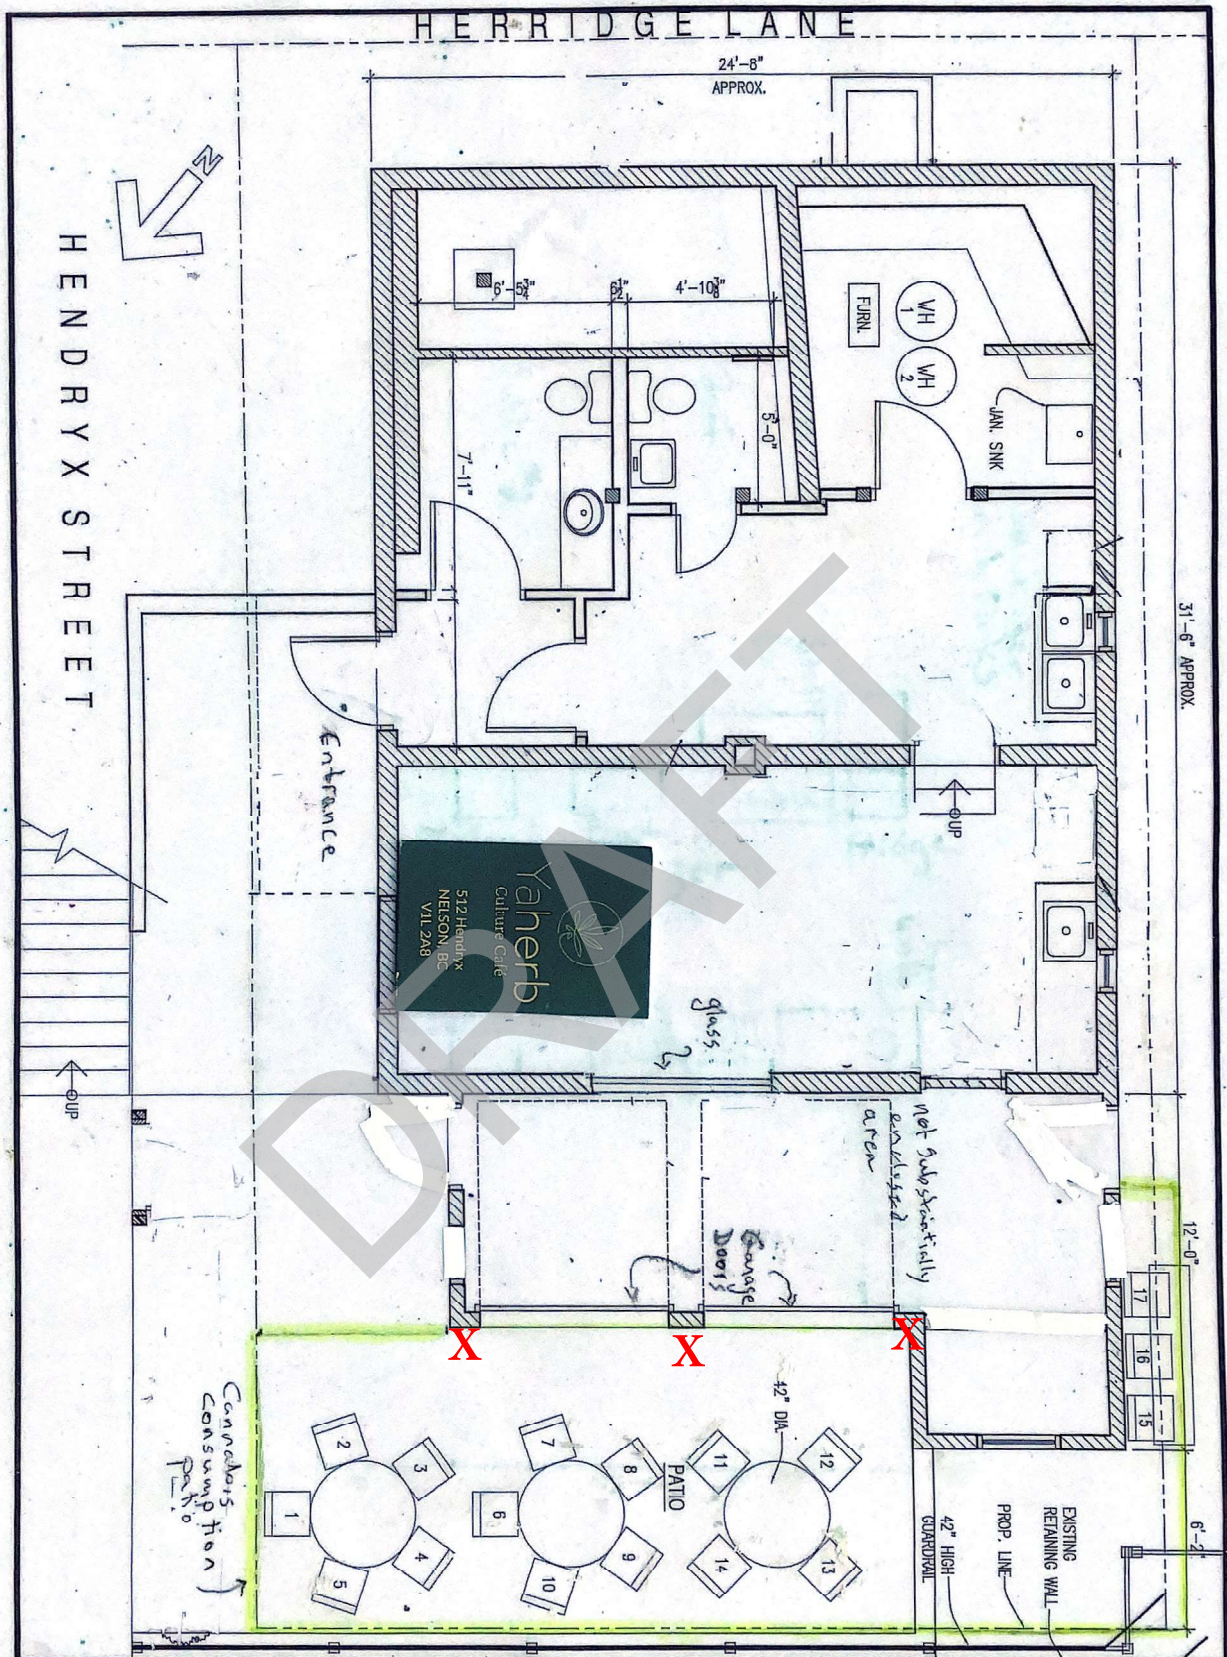 HERRIDGE LANE
24'-8"
APPROX.
N
HENDRYX STREET
6'-5¾"
6½"
4'-10⅜"
FURN.
WH
1
WH
2
JAN. SNK
5'-0"
7'-11"
31'-6" APPROX.
Entrance
UP
Yaherb
Culture Café
512 Hendryx
NELSON, BC
V1L 2A8
DRAFT
glass
UP
not substaintially
enclosed
area
Garage
Doors
12'-0"
17
16
15
X
X
X
Cannabis
Consumption
patio
42" DIA.
PATIO
1
2
3
4
5
6
7
8
9
10
11
12
13
14
EXISTING
RETAINING WALL
PROP. LINE
42" HIGH
GUARDRAIL
6'-2"